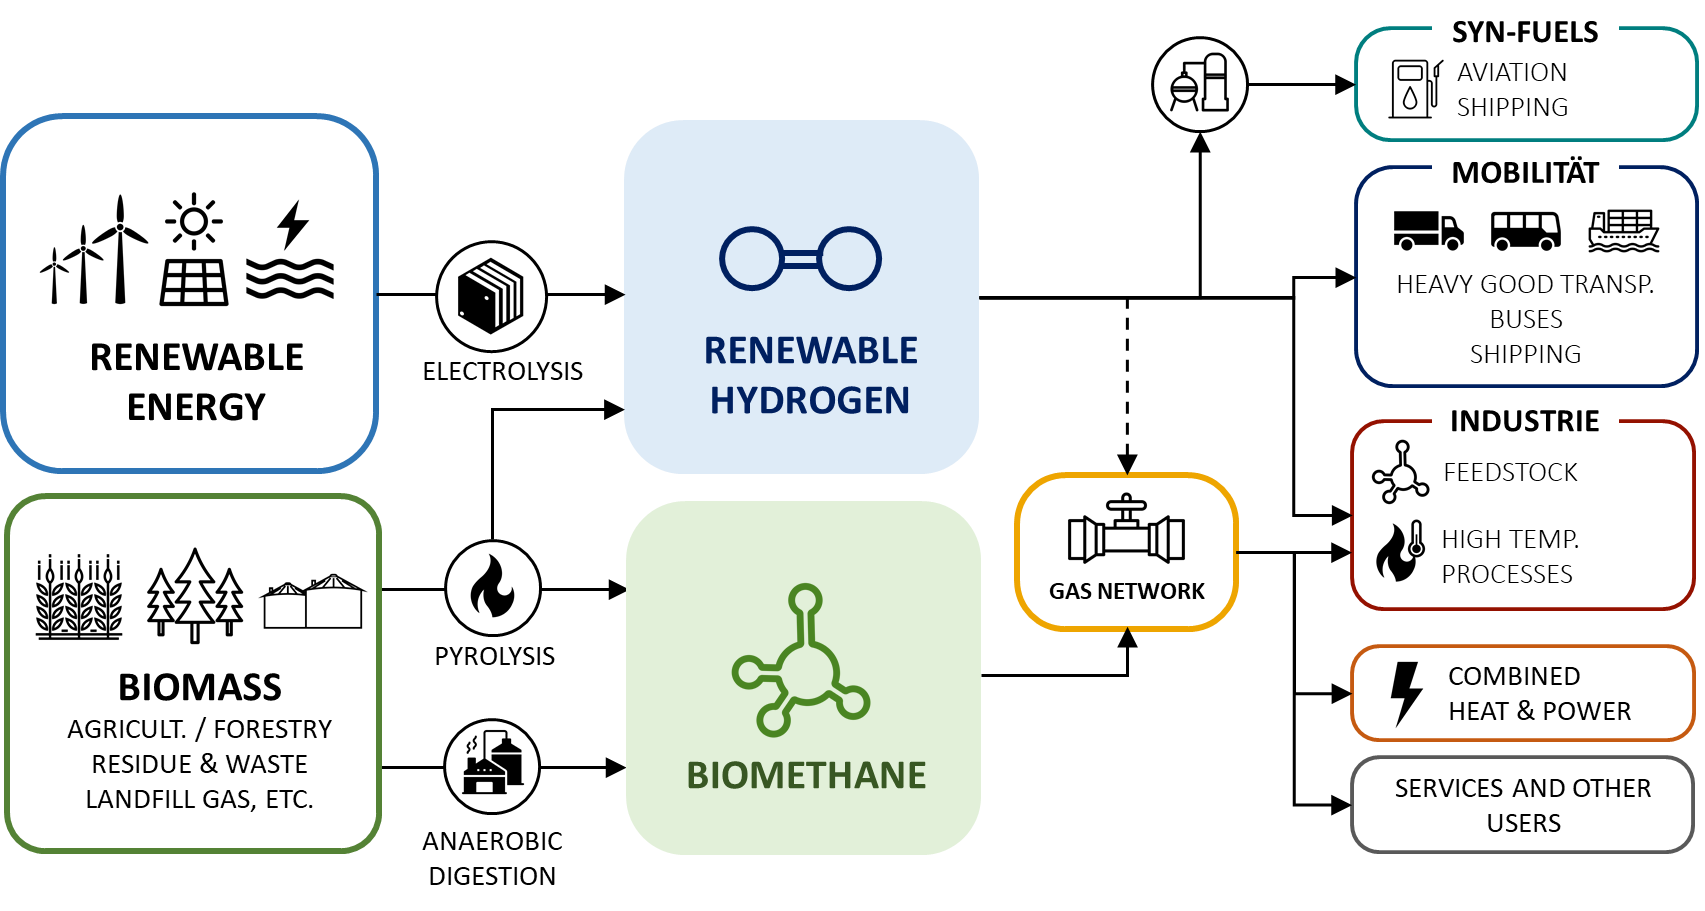 RENEWABLE
ENERGY
BIOMASS
AGRICULT. / FORESTRY
RESIDUE & WASTE
LANDFILL GAS, ETC.
ELECTROLYSIS
PYROLYSIS
ANAEROBIC
DIGESTION
RENEWABLE
HYDROGEN
BIOMETHANE
GAS NETWORK
SYN-FUELS
AVIATION
SHIPPING
MOBILITÄT
HEAVY GOOD TRANSP.
BUSES
SHIPPING
INDUSTRIE
FEEDSTOCK
HIGH TEMP.
PROCESSES
COMBINED
HEAT & POWER
SERVICES AND OTHER
USERS